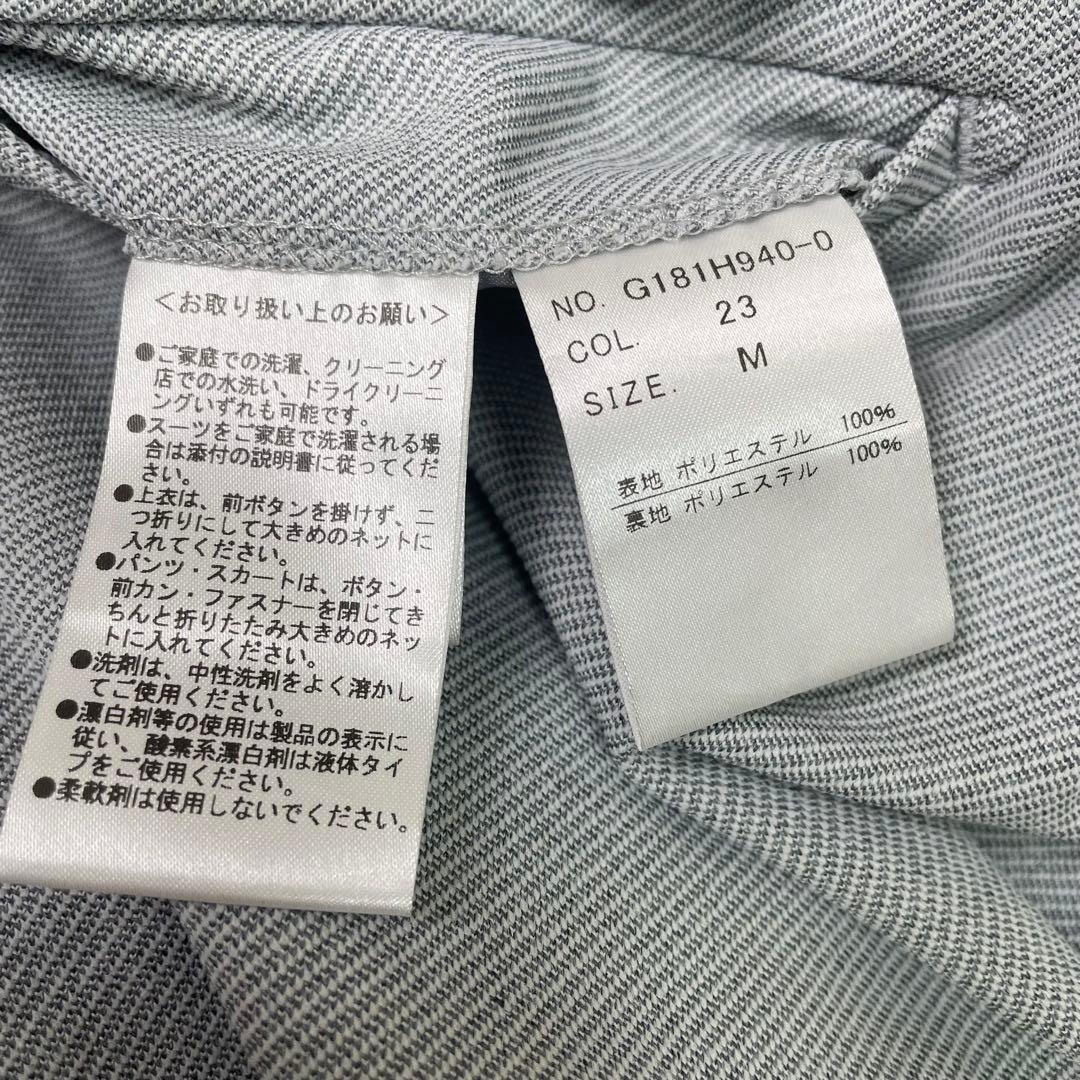 ＜お取り扱い上のお願い＞
●ご家庭での洗濯、クリーニング
店での水洗い、ドライクリーニ
ングいずれも可能です。
●スーツをご家庭で洗濯される場
合は添付の説明書に従ってくだ
さい。
●上衣は、前ボタンを掛けず、二
つ折りにして大きめのネットに
入れてください。
●パンツ・スカートは、ボタン・
前カン・ファスナーを閉じてき
ちんと折りたたみ大きめのネッ
トに入れてください。
●洗剤は、中性洗剤をよく溶かし
てご使用ください。
●漂白剤等の使用は製品の表示に
従い、酸素系漂白剤は液体タイ
プをご使用ください。
●柔軟剤は使用しないでください。
NO. G181H940-0
COL. 23
SIZE. M
表地 ポリエステル 100%
裏地 ポリエステル 100%